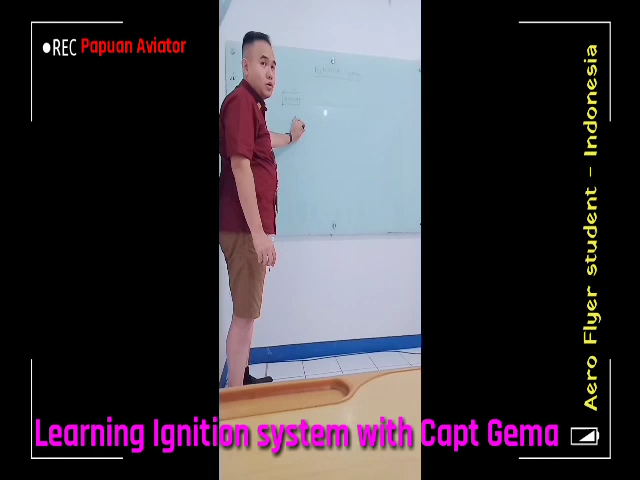 REC Papuan Aviator
Aero Flyer student - Indonesia
Learning Ignition system with Capt Gema